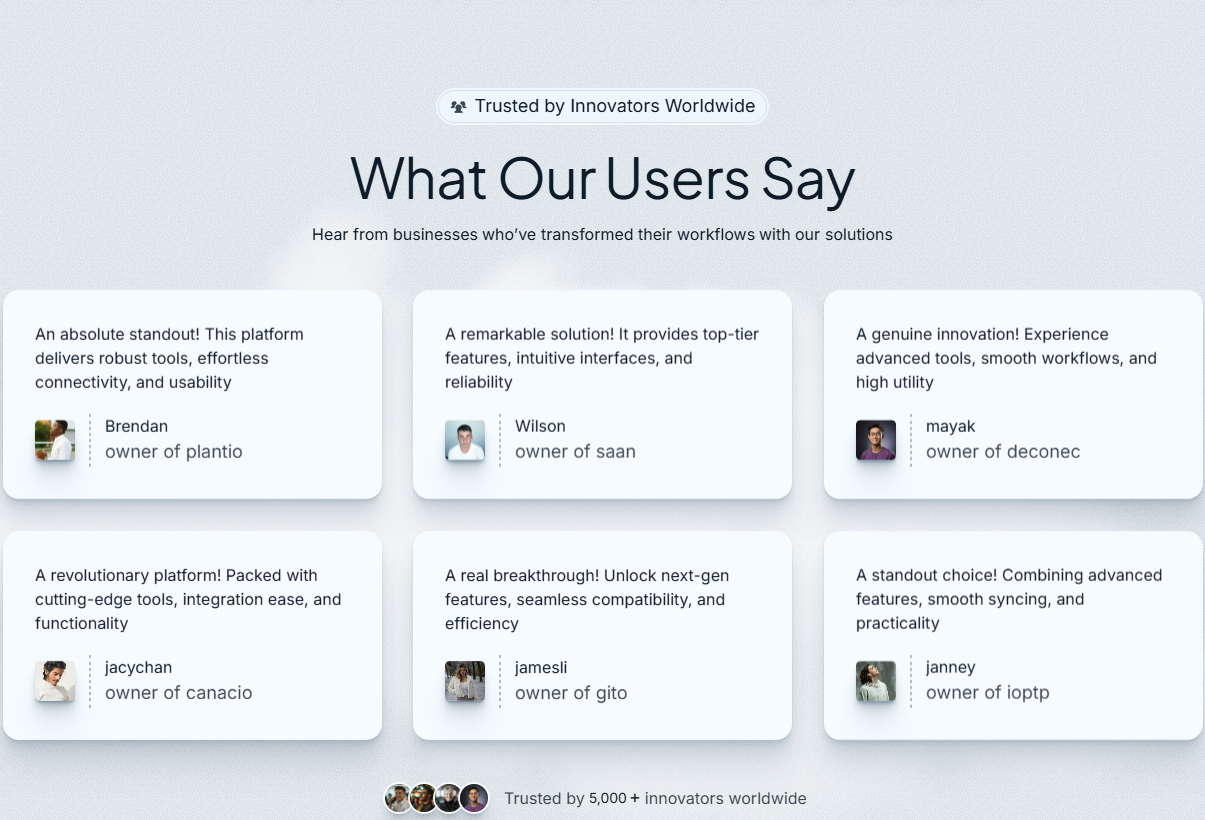 Trusted by Innovators Worldwide
What Our Users Say
Hear from businesses who’ve transformed their workflows with our solutions
An absolute standout! This platform
delivers robust tools, effortless
connectivity, and usability
Brendan
owner of plantio
A remarkable solution! It provides top-tier
features, intuitive interfaces, and
reliability
Wilson
owner of saan
A genuine innovation! Experience
advanced tools, smooth workflows, and
high utility
mayak
owner of deconec
A revolutionary platform! Packed with
cutting-edge tools, integration ease, and
functionality
jacychan
owner of canacio
A real breakthrough! Unlock next-gen
features, seamless compatibility, and
efficiency
jamesli
owner of gito
A standout choice! Combining advanced
features, smooth syncing, and
practicality
janney
owner of ioptp
Trusted by 5,000 + innovators worldwide